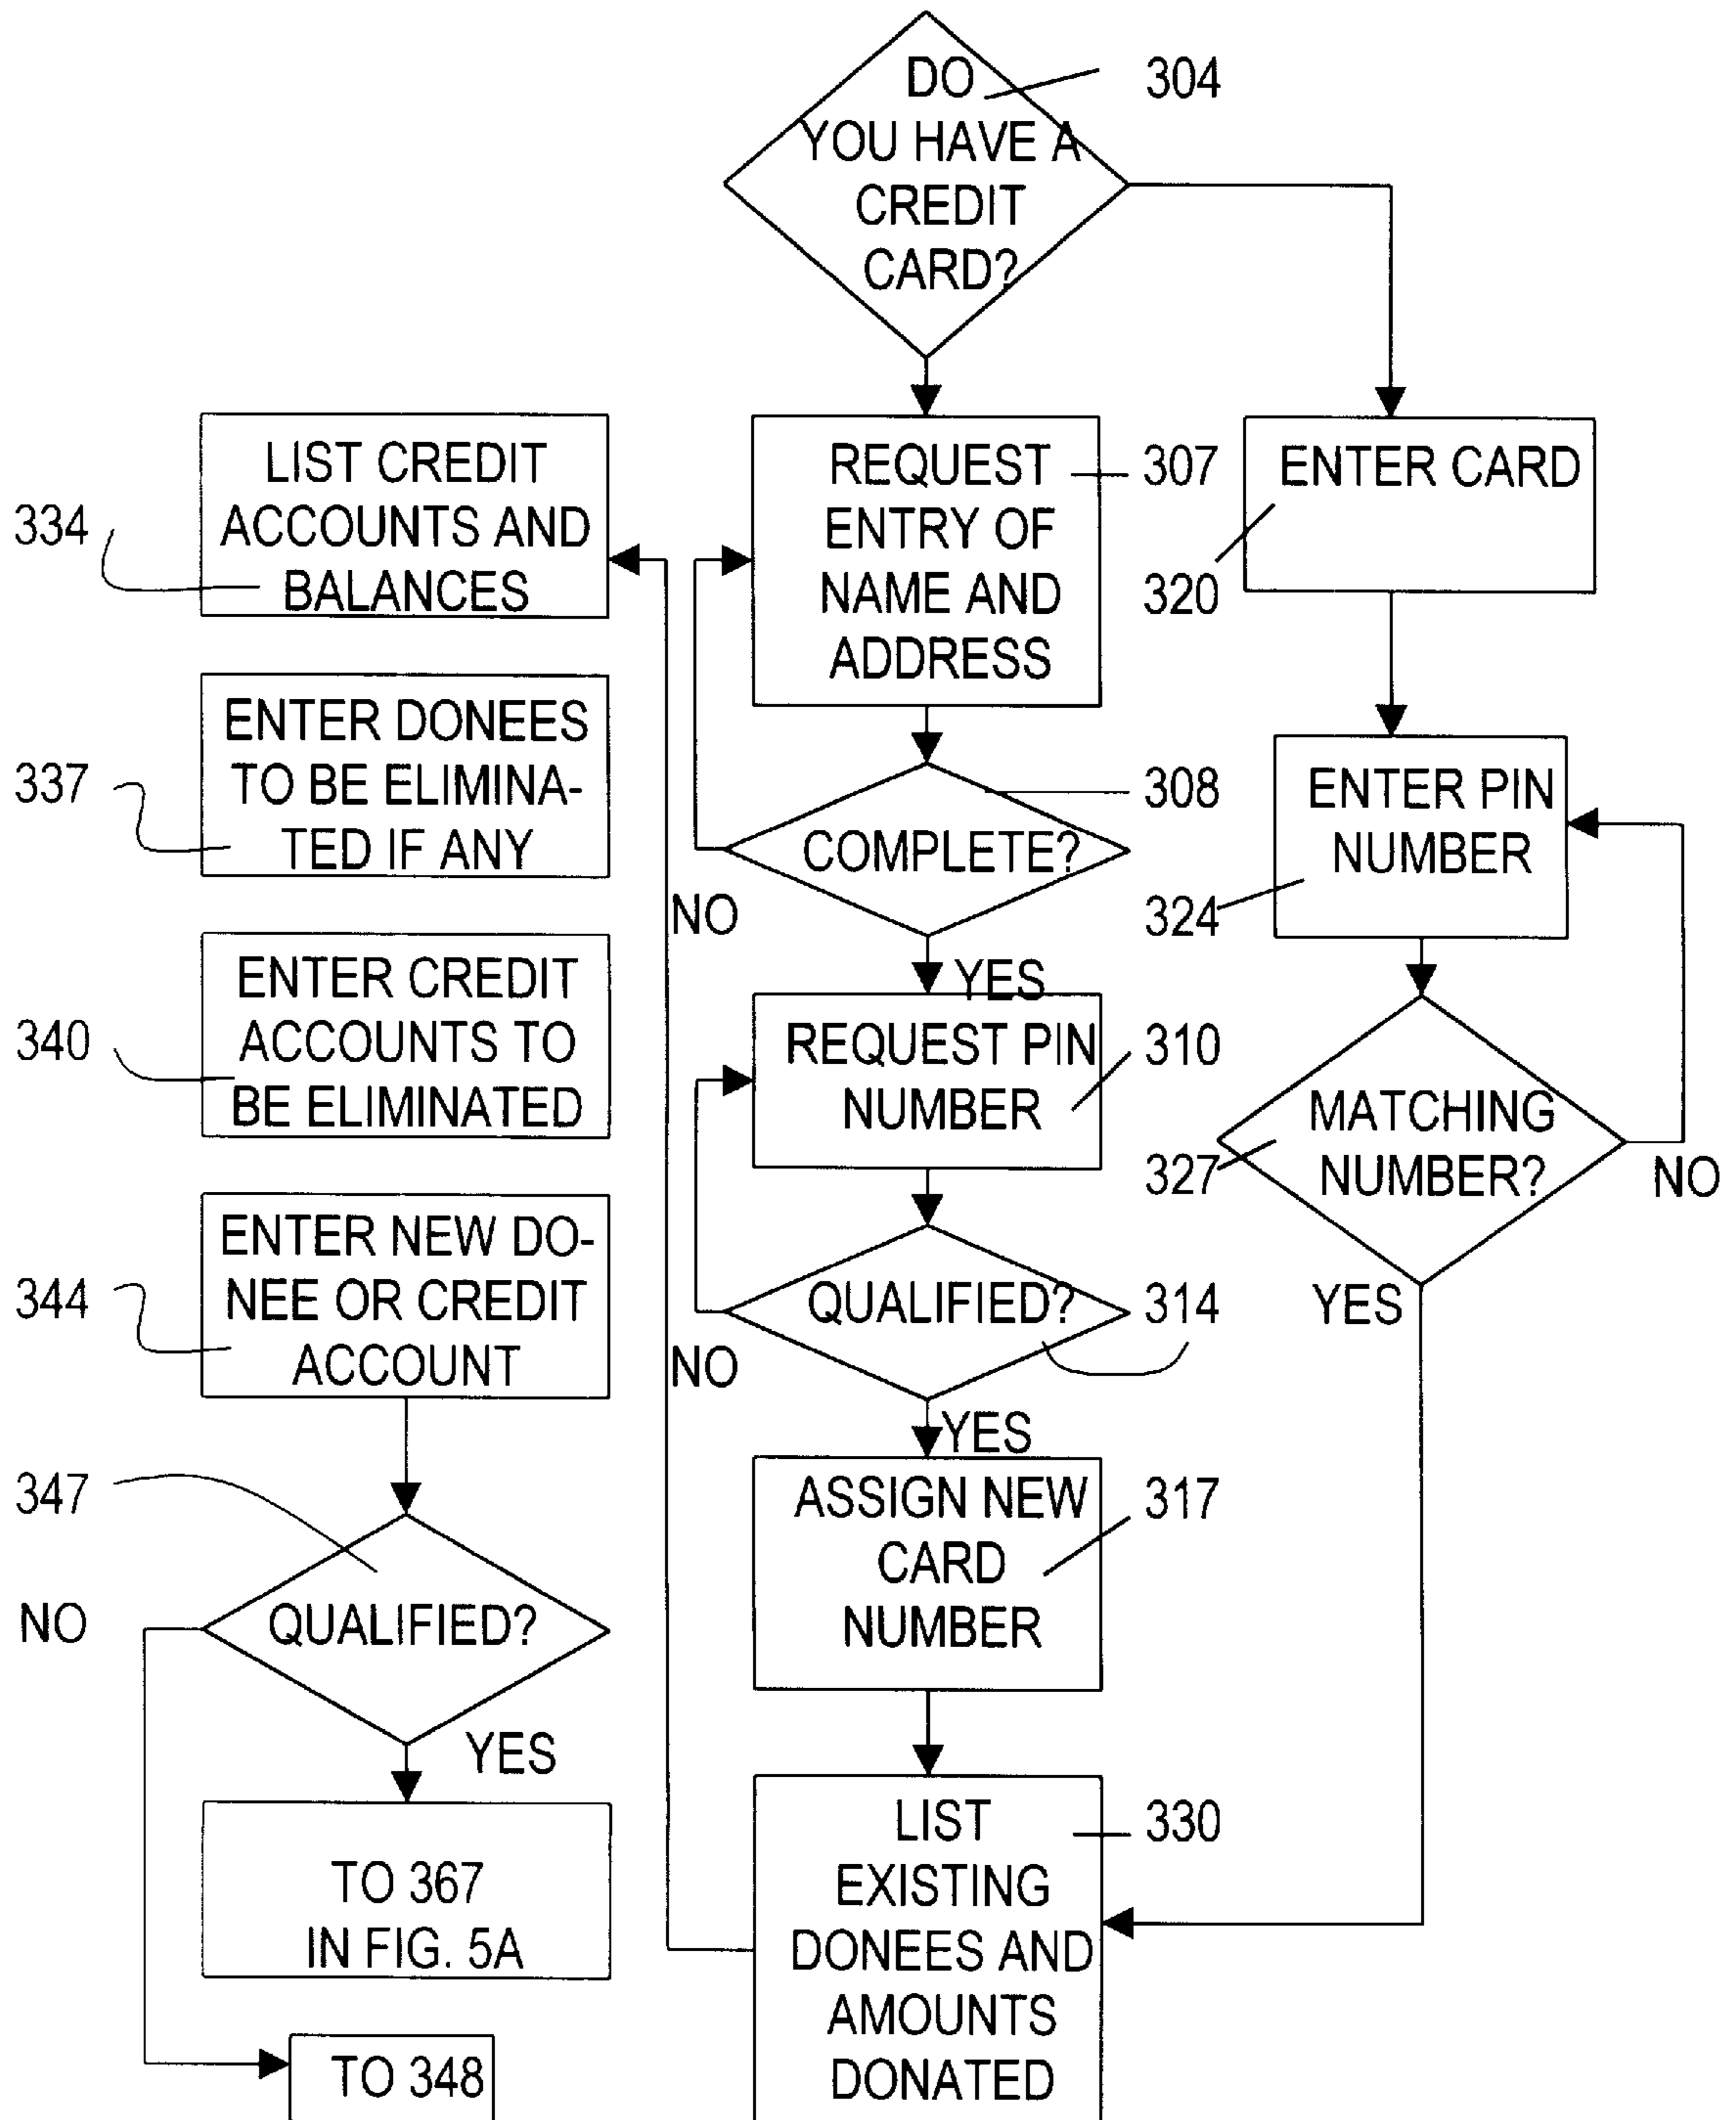 DO
YOU HAVE A
CREDIT
CARD?
304
LIST CREDIT
ACCOUNTS AND
BALANCES
334
REQUEST
ENTRY OF
NAME AND
ADDRESS
307
ENTER CARD
320
ENTER DONEES
TO BE ELIMINA-
TED IF ANY
337
COMPLETE?
308
NO
YES
ENTER PIN
NUMBER
324
ENTER CREDIT
ACCOUNTS TO
BE ELIMINATED
340
REQUEST PIN
NUMBER
310
MATCHING
NUMBER?
327
NO
YES
ENTER NEW DO-
NEE OR CREDIT
ACCOUNT
344
QUALIFIED?
314
NO
YES
347
QUALIFIED?
NO
YES
ASSIGN NEW
CARD
NUMBER
317
TO 367
IN FIG. 5A
TO 348
LIST
EXISTING
DONEES AND
AMOUNTS
DONATED
330